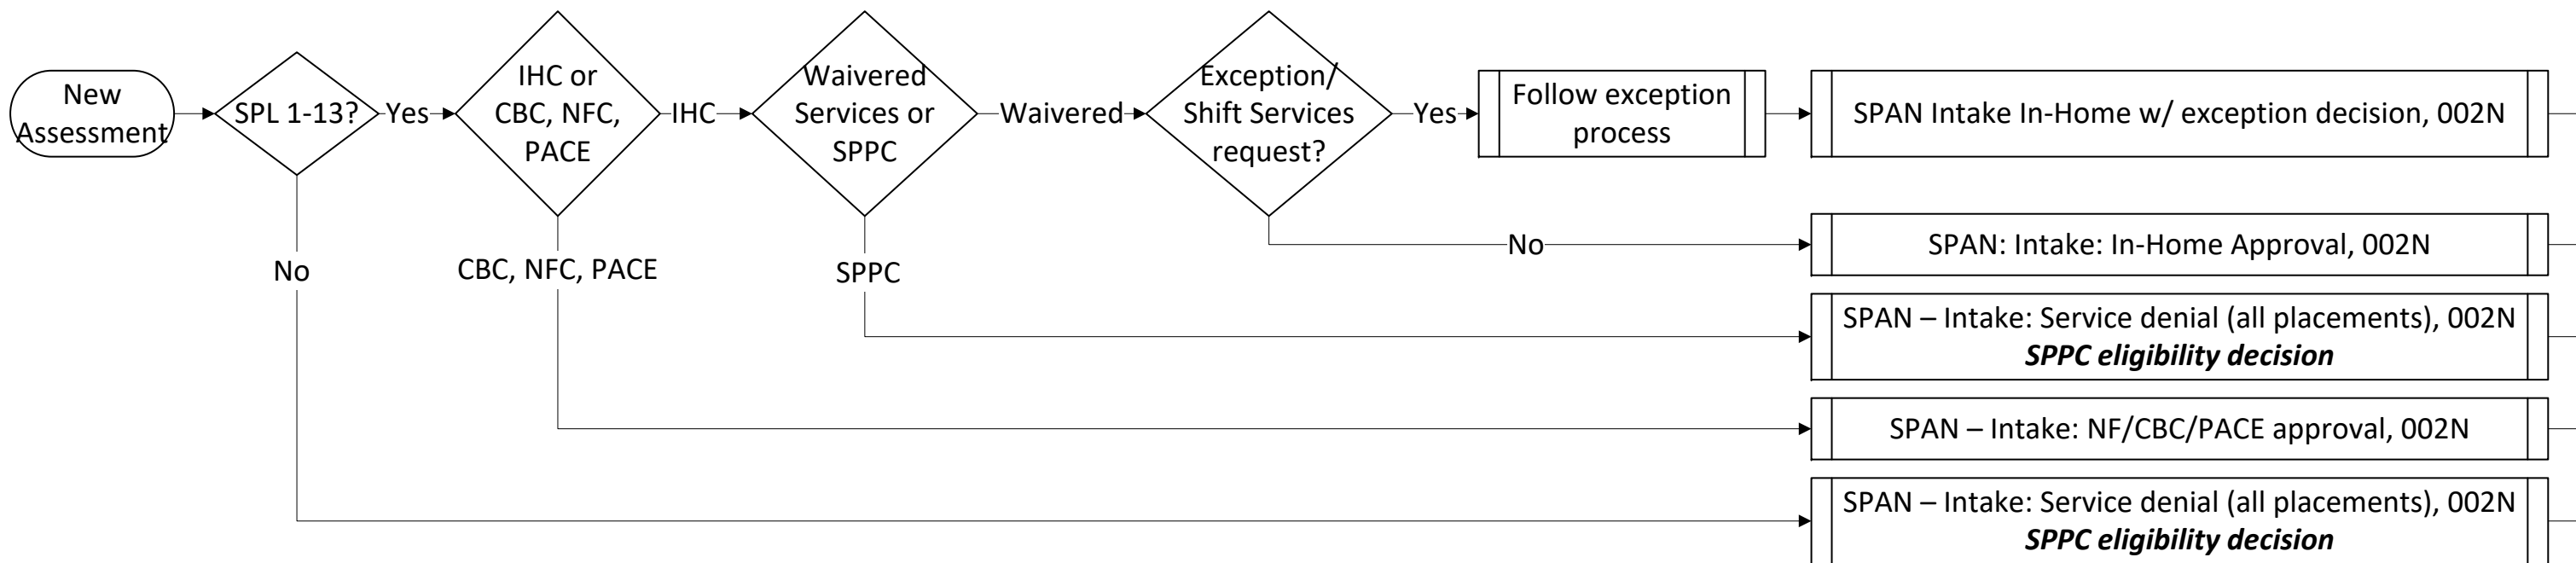 New
Assessment
SPL 1-13?
Yes
IHC or
CBC, NFC,
PACE
IHC
Waivered
Services or
SPPC
Waivered
Exception/
Shift Services
request?
Yes
Follow exception
process
SPAN Intake In-Home w/ exception decision, 002N
No
CBC, NFC, PACE
SPPC
No
SPAN: Intake: In-Home Approval, 002N
SPAN – Intake: Service denial (all placements), 002N
SPPC eligibility decision
SPAN – Intake: NF/CBC/PACE approval, 002N
SPAN – Intake: Service denial (all placements), 002N
SPPC eligibility decision